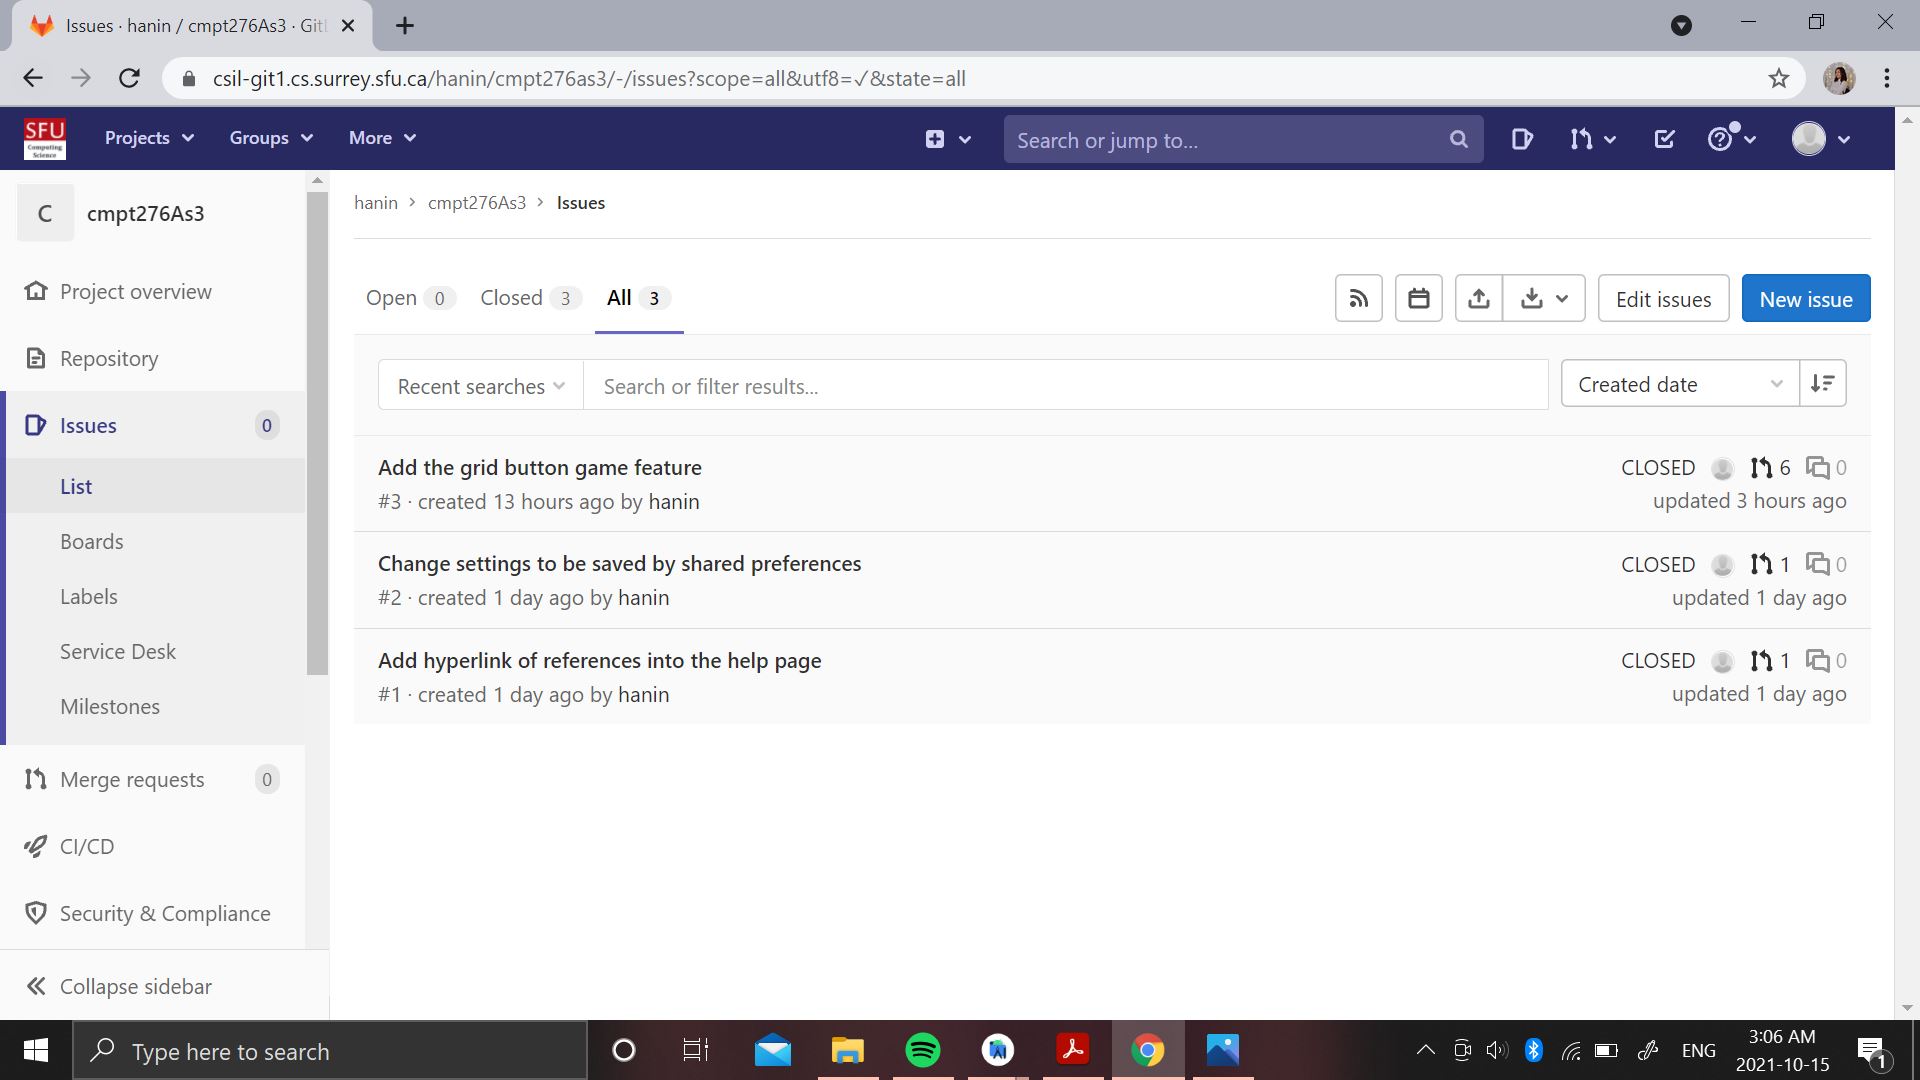 Issues · hanin / cmpt276As3 · Git
csil-git1.cs.surrey.sfu.ca/hanin/cmpt276as3/-/issues?scope=all&utf8=✓&state=all
SFU
Computing
Science
Projects
Groups
More
Search or jump to...
C
cmpt276As3
Project overview
Repository
Issues 0
List
Boards
Labels
Service Desk
Milestones
Merge requests 0
CI/CD
Security & Compliance
Collapse sidebar
hanin > cmpt276As3 > Issues
Open 0 Closed 3 All 3
Edit issues
New issue
Recent searches
Search or filter results...
Created date
Add the grid button game feature
CLOSED 6 0
#3 · created 13 hours ago by hanin
updated 3 hours ago
Change settings to be saved by shared preferences
CLOSED 1 0
#2 · created 1 day ago by hanin
updated 1 day ago
Add hyperlink of references into the help page
CLOSED 1 0
#1 · created 1 day ago by hanin
updated 1 day ago
Type here to search
ENG
3:06 AM
2021-10-15
1